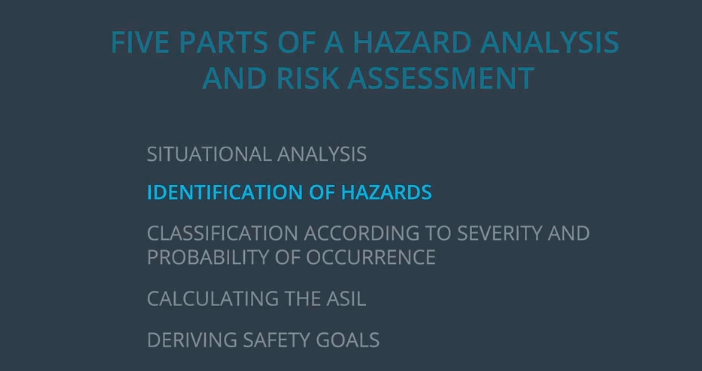 FIVE PARTS OF A HAZARD ANALYSIS
AND RISK ASSESSMENT
SITUATIONAL ANALYSIS
IDENTIFICATION OF HAZARDS
CLASSIFICATION ACCORDING TO SEVERITY AND
PROBABILITY OF OCCURRENCE
CALCULATING THE ASIL
DERIVING SAFETY GOALS